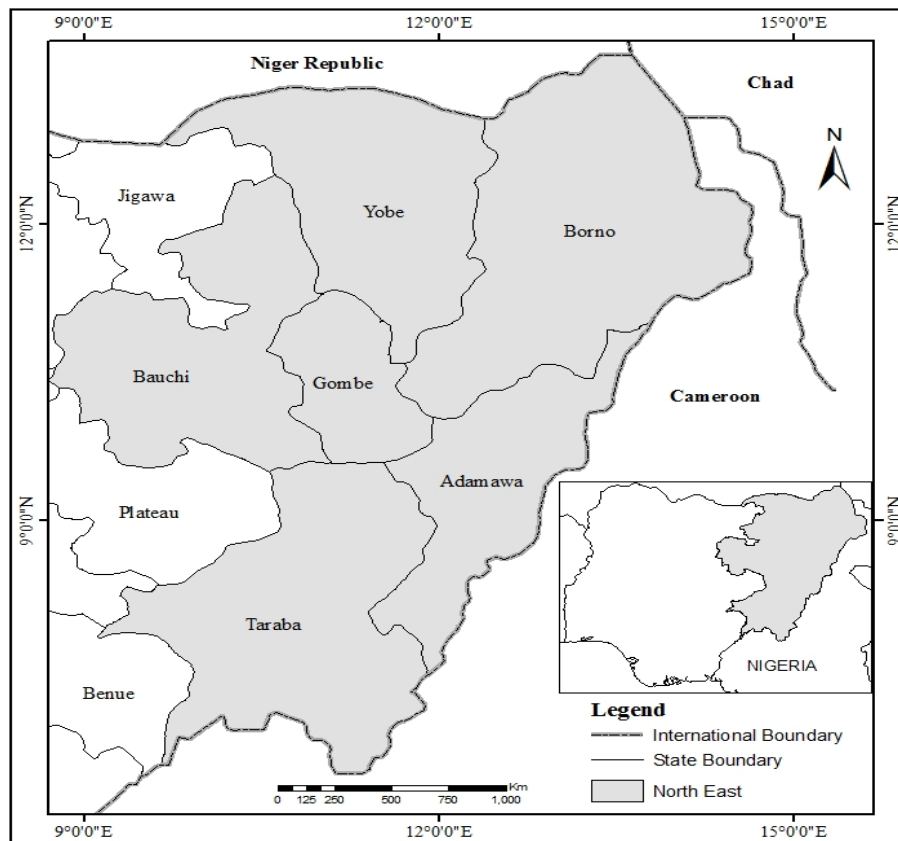 9°0'0"E 12°0'0"E 15°0'0"E
Niger Republic
Chad
N
Jigawa
Yobe
Borno
12°0'0"N
12°0'0"N
Bauchi
Gombe
Cameroon
Adamawa
Plateau
9°0'0"N
9°0'0"N
Taraba
NIGERIA
Benue
Legend
International Boundary
State Boundary
North East
Km
0 125 250 500 750 1,000
9°0'0"E 12°0'0"E 15°0'0"E